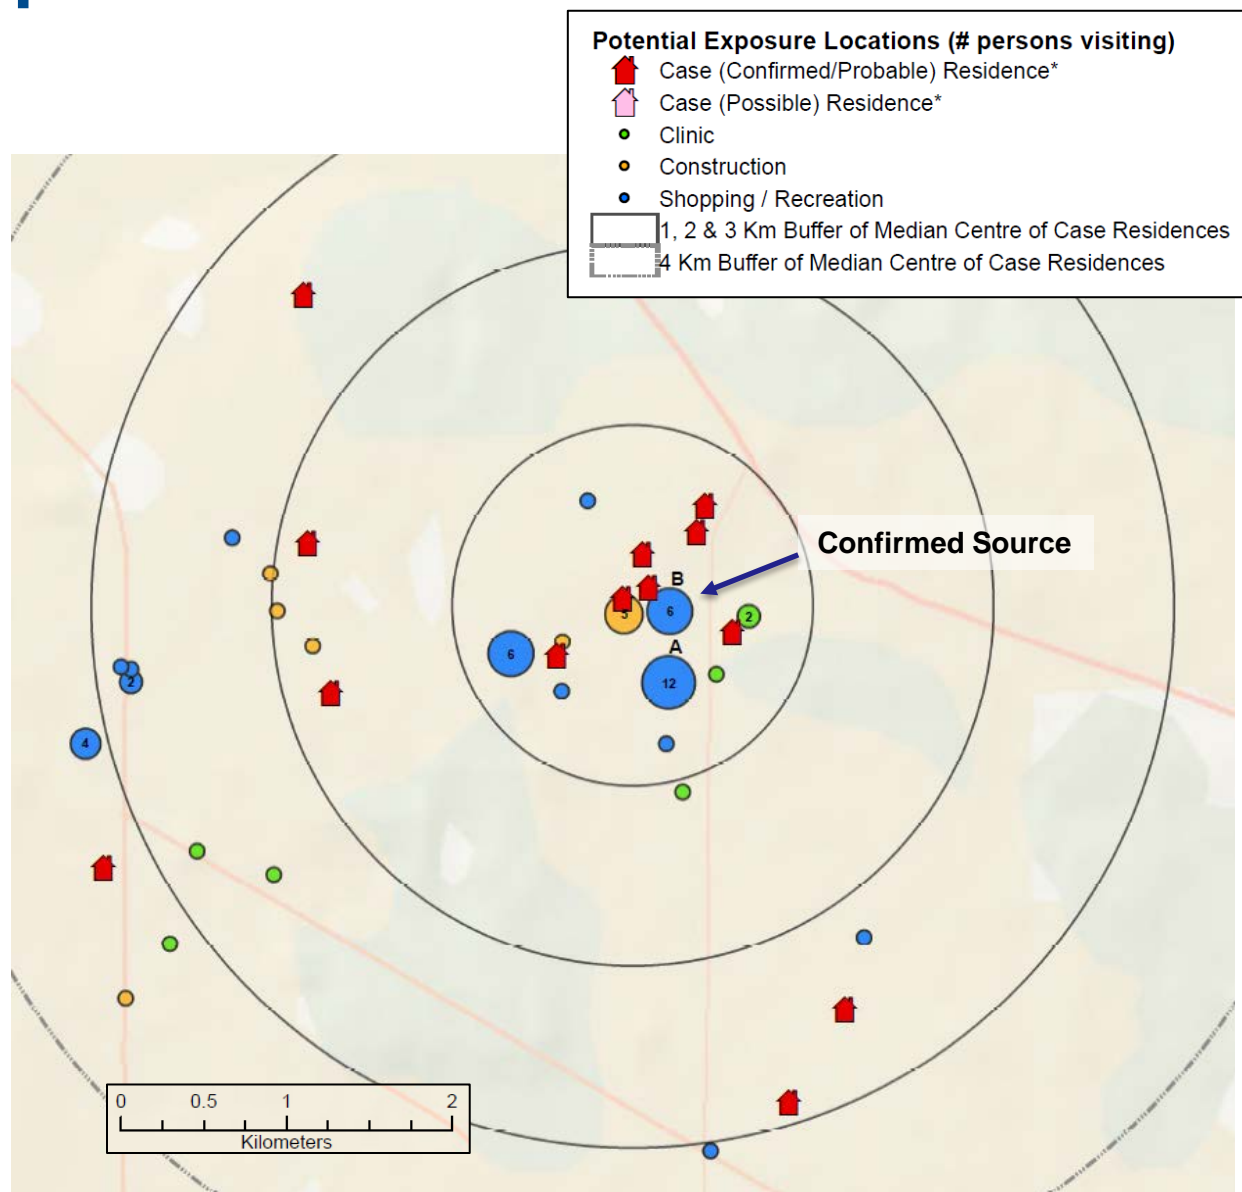 Potential Exposure Locations (# persons visiting)
Case (Confirmed/Probable) Residence*
Case (Possible) Residence*
Clinic
Construction
Shopping / Recreation
1, 2 & 3 Km Buffer of Median Centre of Case Residences
4 Km Buffer of Median Centre of Case Residences
Confirmed Source
B
5
6
2
6
A
12
2
4
0 0.5 1 2
Kilometers